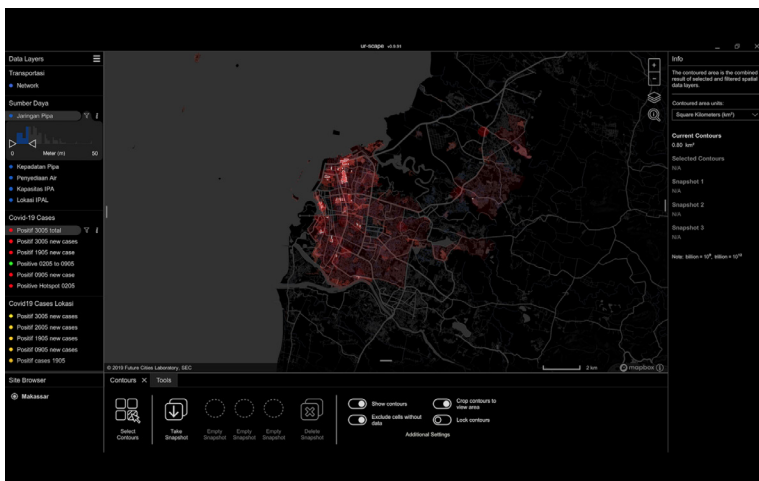 ur-scape v0.9.91
Data Layers
Transportasi
Network
Sumber Daya
Jaringan Pipa
0 Meter (m) 50
Kepadatan Pipa
Penyediaan Air
Kapasitas IPA
Lokasi IPAL
Covid-19 Cases
Positif 3005 total
Positif 3005 new cases
Positif 1905 new case
Positive 0205 to 0905
Positif 0905 new case
Positive Hotspot 0205
Covid19 Cases Lokasi
Positif 3005 new cases
Positif 2605 new cases
Positif 1905 new cases
Positif 0905 new cases
Positif cases 1905
Site Browser
Makassar
© 2019 Future Cities Laboratory, SEC
2 km
mapbox
Contours
Tools
Select Contours
Take Snapshot
Empty Snapshot
Empty Snapshot
Empty Snapshot
Delete Snapshot
Show contours
Exclude cells without data
Crop contours to view area
Lock contours
Additional Settings
Info
The contoured area is the combined
result of selected and filtered spatial
data layers.
Contoured area units:
Square Kilometers (km²)
Current Contours
0.80 km²
Selected Contours
N/A
Snapshot 1
N/A
Snapshot 2
N/A
Snapshot 3
N/A